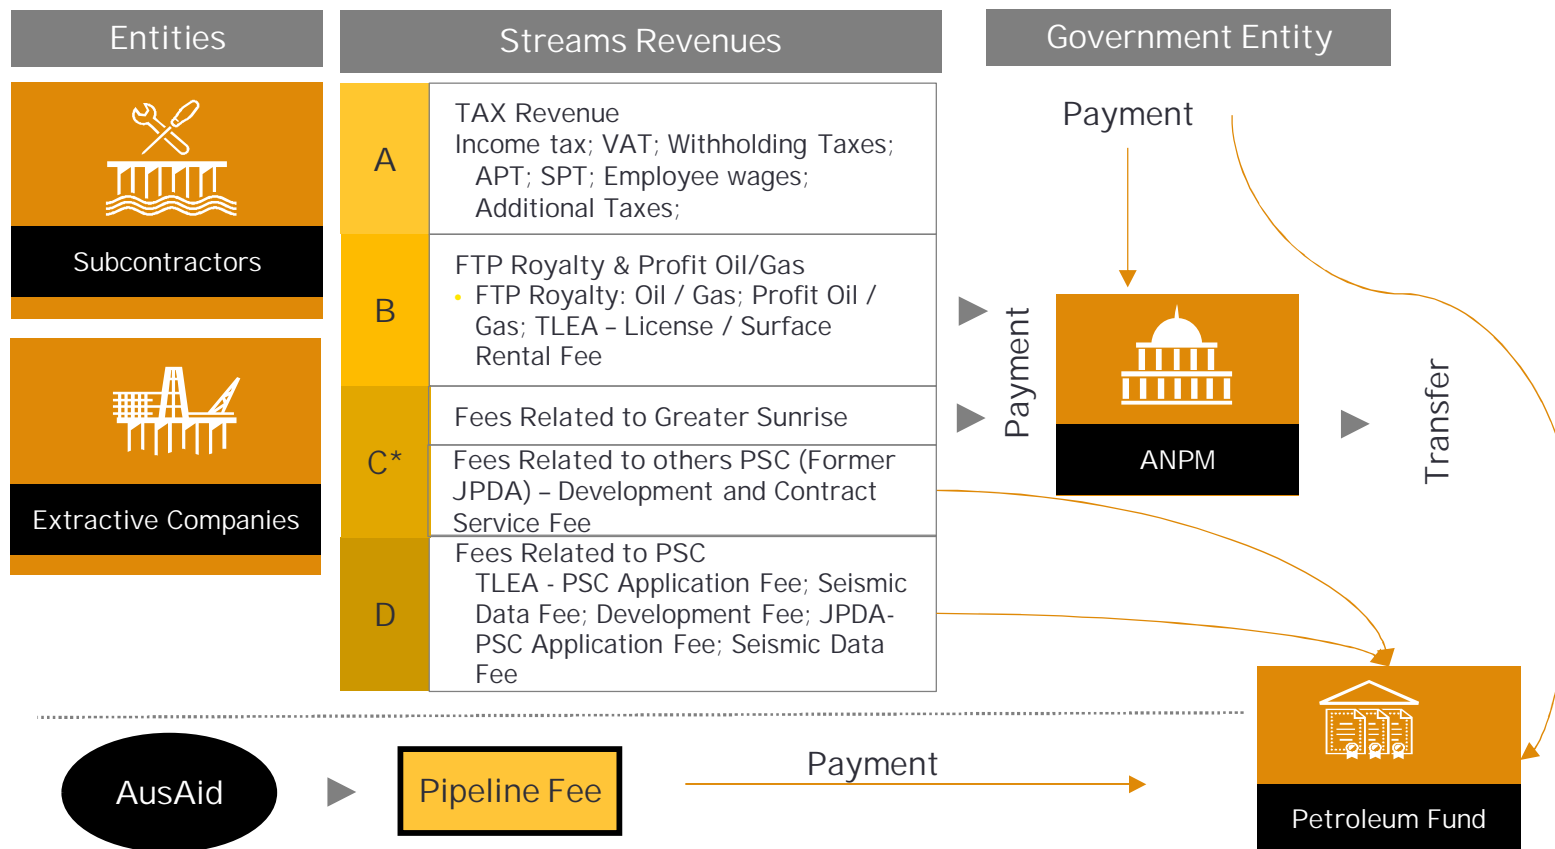 Entities
Streams Revenues
Government Entity
Subcontractors
Extractive Companies
A
TAX Revenue
Income tax; VAT; Withholding Taxes;
APT; SPT; Employee wages;
Additional Taxes;
B
FTP Royalty & Profit Oil/Gas
• FTP Royalty: Oil / Gas; Profit Oil /
Gas; TLEA – License / Surface
Rental Fee
C*
Fees Related to Greater Sunrise
Fees Related to others PSC (Former
JPDA) – Development and Contract
Service Fee
D
Fees Related to PSC
TLEA - PSC Application Fee; Seismic
Data Fee; Development Fee; JPDA-
PSC Application Fee; Seismic Data
Fee
Payment
Payment
ANPM
Transfer
AusAid
Pipeline Fee
Payment
Petroleum Fund